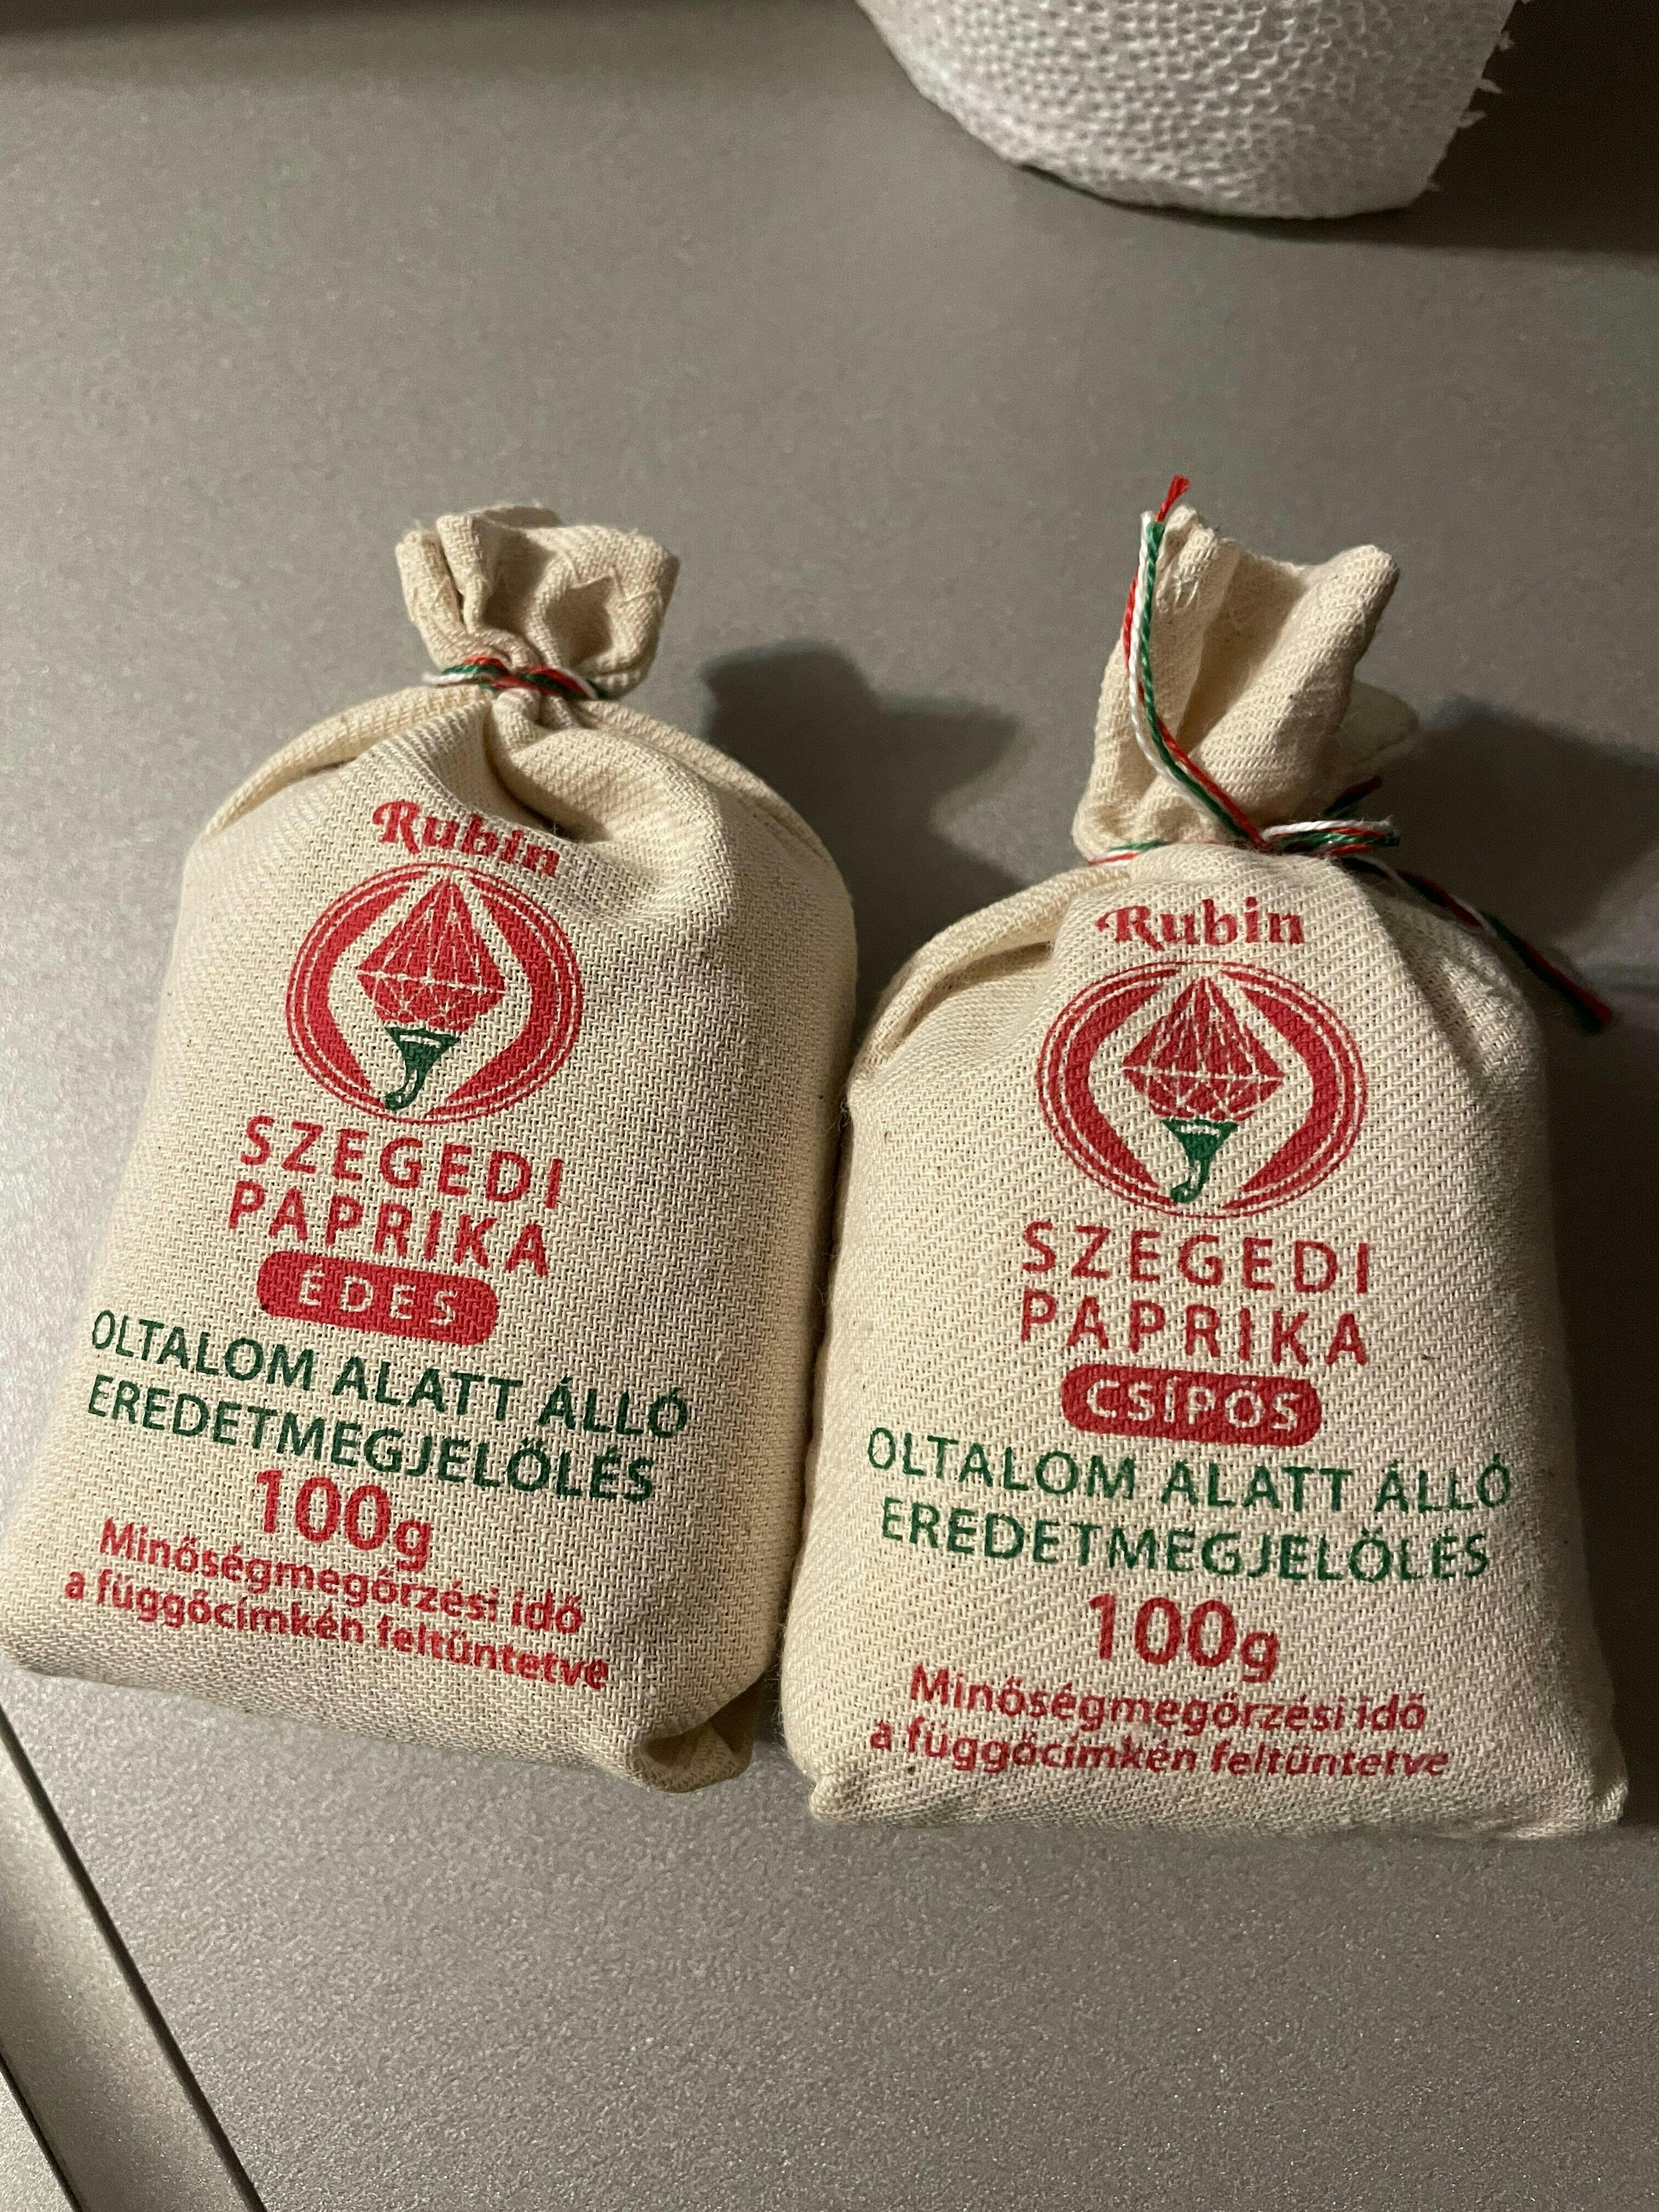 Rubin
SZEGEDI
PAPRIKA
ÉDES
OLTALOM ALATT ÁLLÓ
EREDETMEGJELÖLÉS
100g
Minőségmegőrzési idő
a függőcímkén feltüntetve
Rubin
SZEGEDI
PAPRIKA
CSÍPŐS
OLTALOM ALATT ÁLLÓ
EREDETMEGJELÖLÉS
100g
Minőségmegőrzési idő
a függőcímkén feltüntetve